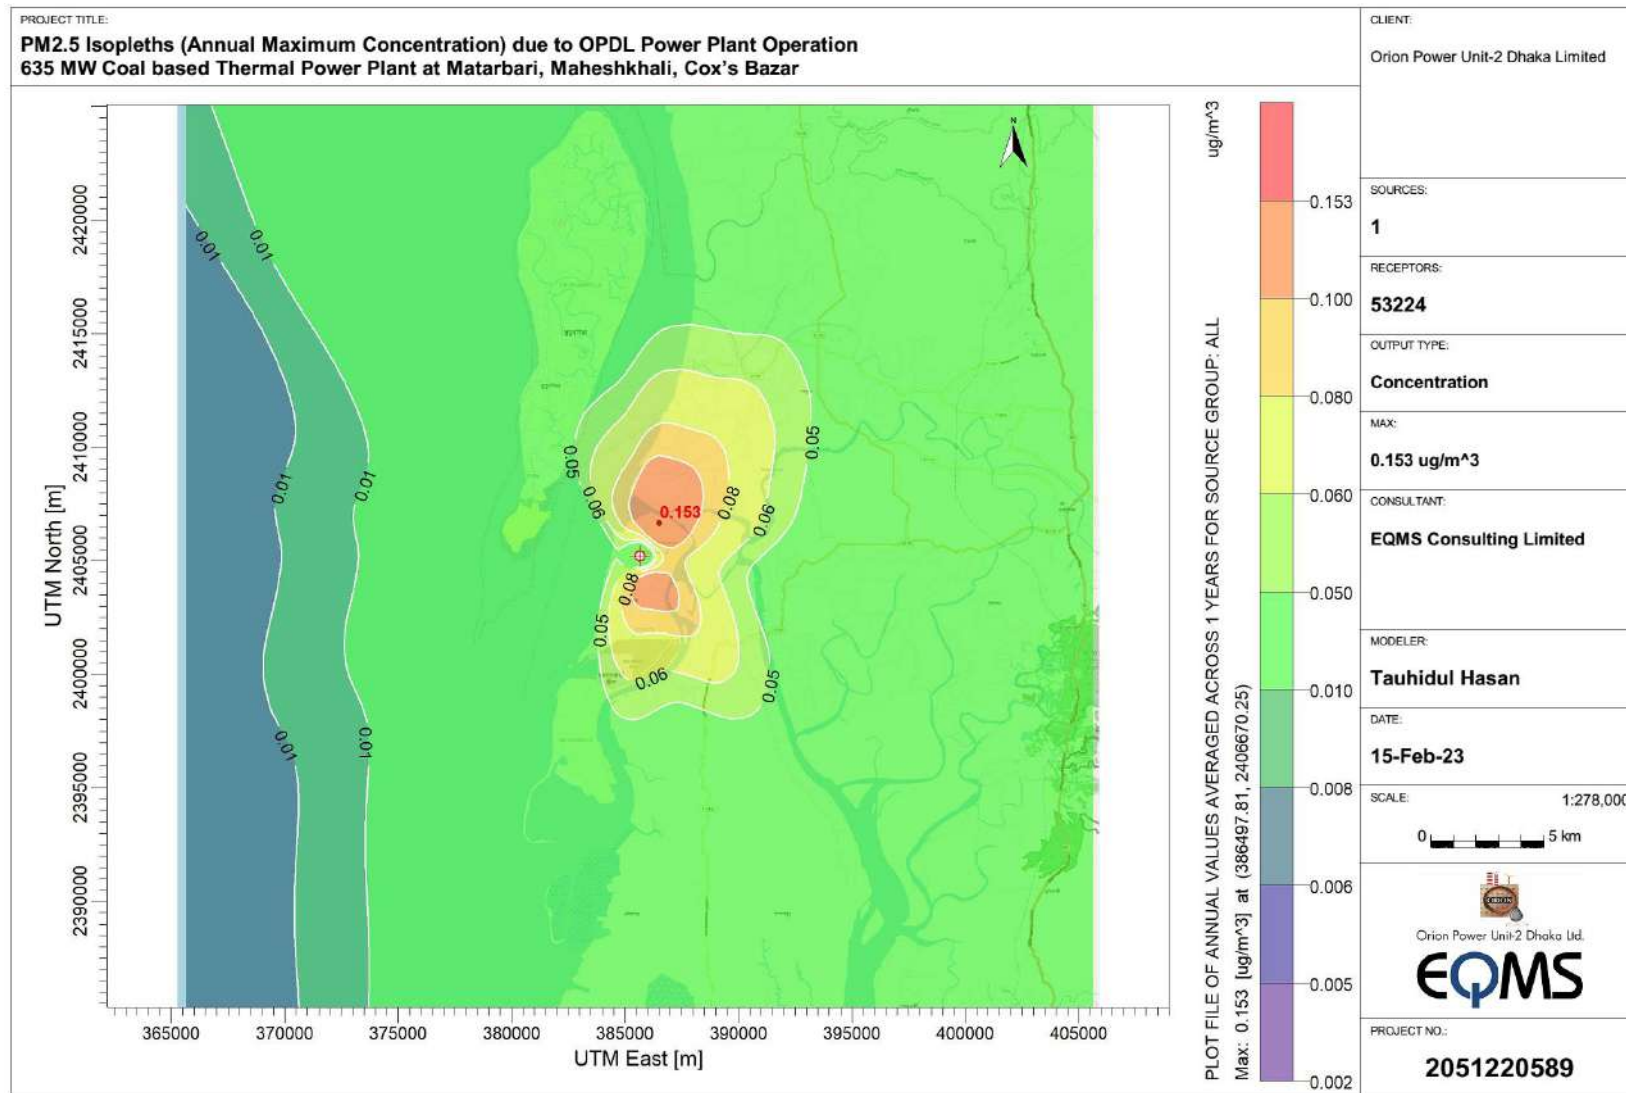 PROJECT TITLE:
PM2.5 Isopleths (Annual Maximum Concentration) due to OPDL Power Plant Operation
635 MW Coal based Thermal Power Plant at Matarbari, Maheshkhali, Cox's Bazar
CLIENT:
Orion Power Unit-2 Dhaka Limited
SOURCES:
1
RECEPTORS:
53224
OUTPUT TYPE:
Concentration
MAX:
0.153 ug/m^3
CONSULTANT:
EQMS Consulting Limited
MODELER:
Tauhidul Hasan
DATE:
15-Feb-23
SCALE:
1:278,000
0
5 km
ORION
Orion Power Unit-2 Dhaka Ltd.
EQMS
PROJECT NO.:
2051220589
N
UTM North [m]
2420000
2415000
2410000
2405000
2400000
2395000
2390000
365000
370000
375000
380000
385000
390000
395000
400000
405000
UTM East [m]
0.01
0.01
0.01
0.01
0.01
0.01
0.05
0.05
0.06
0.08
0.06
0.153
0.08
0.05
0.06
0.05
PLOT FILE OF ANNUAL VALUES AVERAGED ACROSS 1 YEARS FOR SOURCE GROUP: ALL
Max: 0.153 [ug/m^3] at (386497.81, 2406670.25)
ug/m^3
0.153
0.100
0.080
0.060
0.050
0.010
0.008
0.006
0.005
0.002